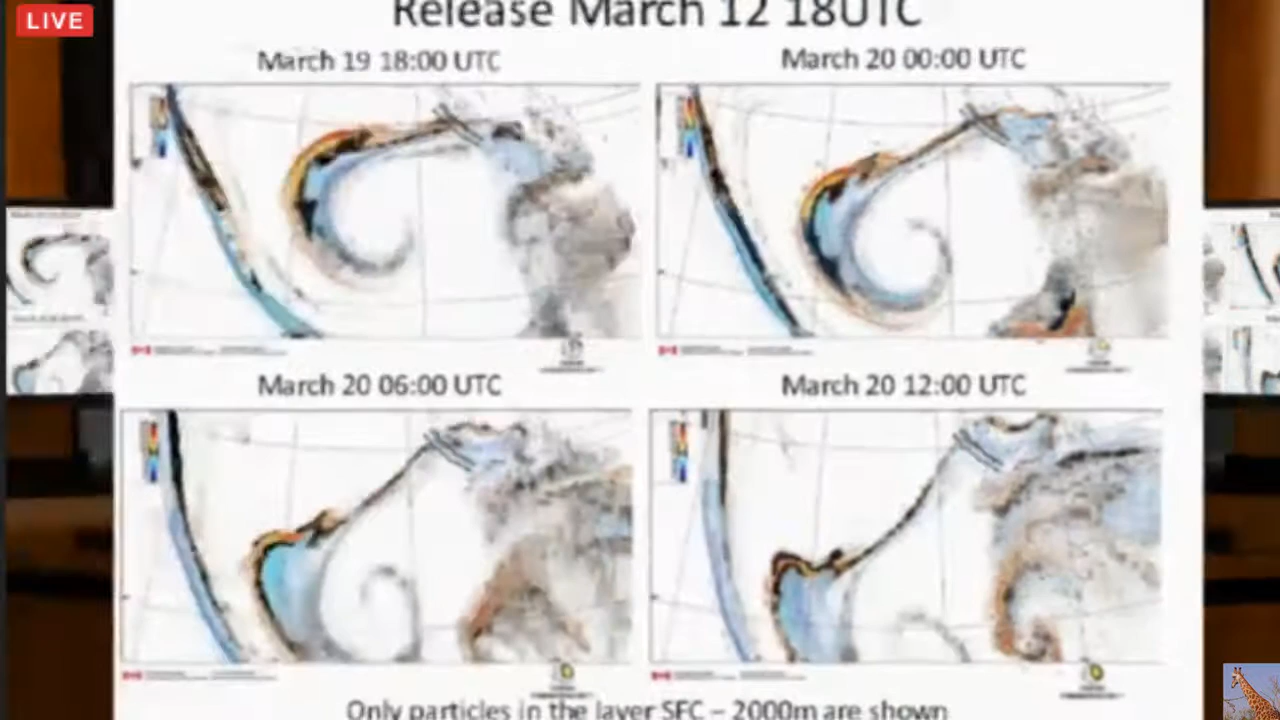 LIVE
Release March 12 18UTC
March 19 18:00 UTC
March 20 00:00 UTC
March 20 06:00 UTC
March 20 12:00 UTC
Only particles in the layer SFC – 2000m are shown